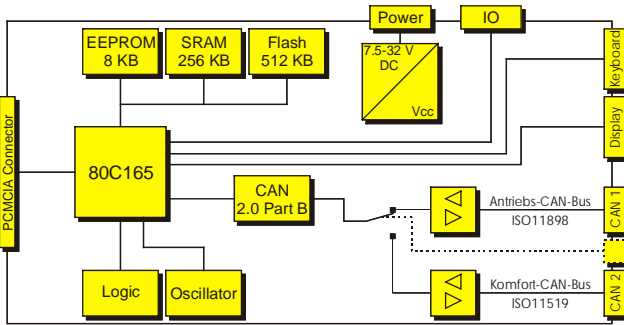 Power
IO
EEPROM
8 KB
SRAM
256 KB
Flash
512 KB
7.5-32 V
DC
Vcc
Keyboard
Display
PCMCIA Connector
80C165
CAN
2.0 Part B
Antriebs-CAN-Bus
ISO11898
CAN 1
Logic
Oscillator
Komfort-CAN-Bus
ISO11519
CAN 2